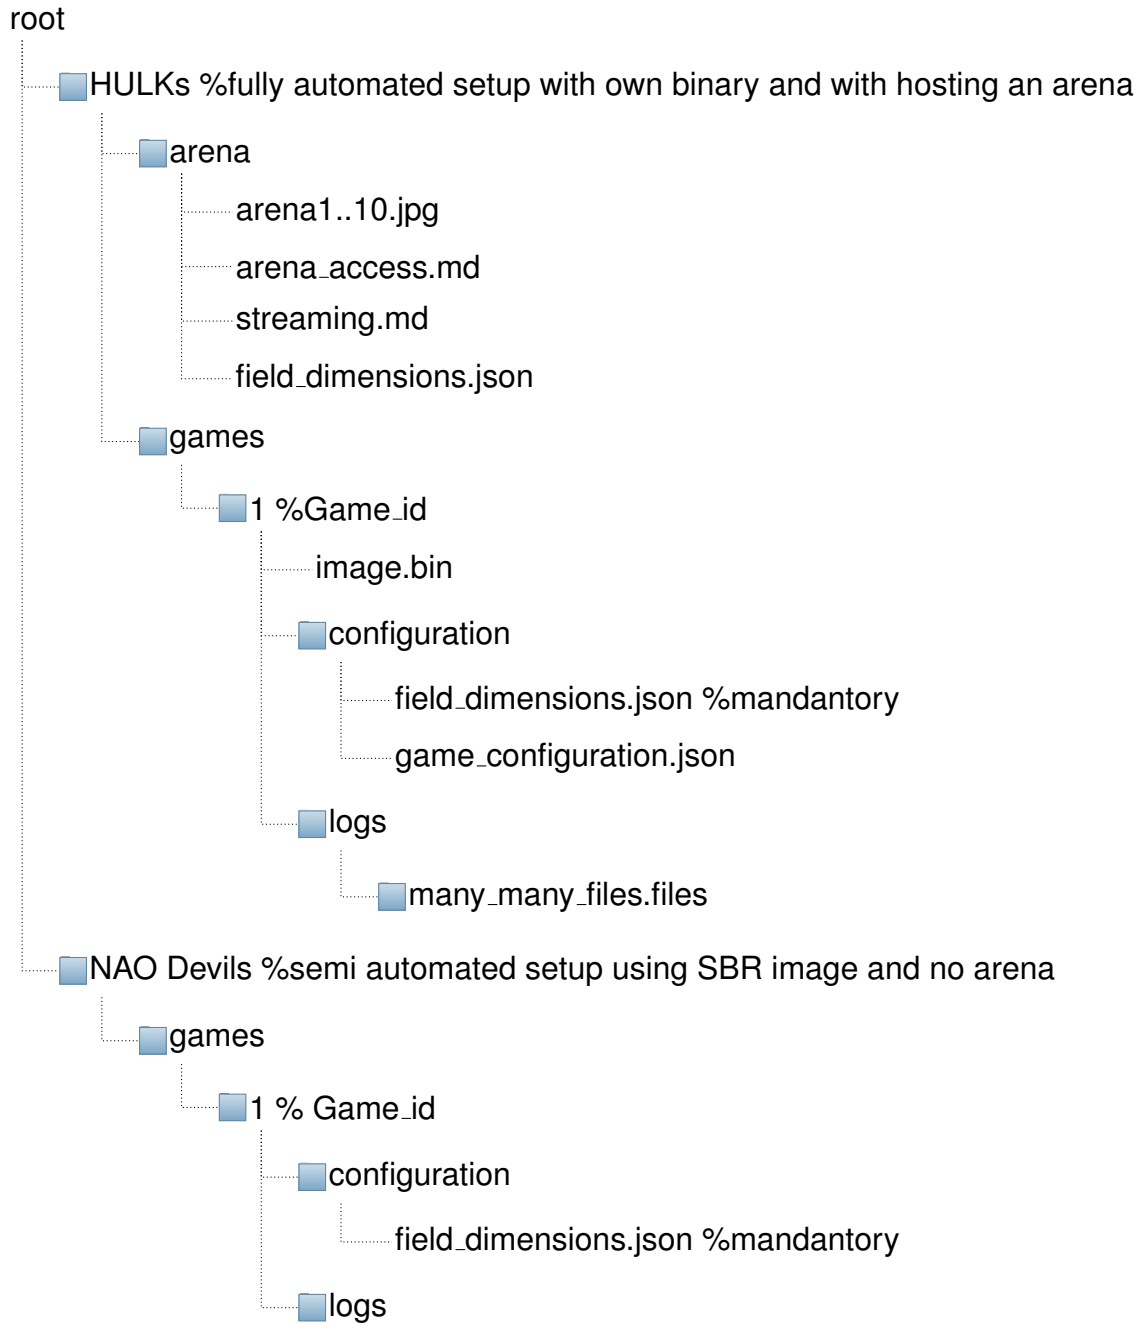 root
HULKs %fully automated setup with own binary and with hosting an arena
arena
arena1..10.jpg
arena_access.md
streaming.md
field_dimensions.json
games
1 %Game_id
image.bin
configuration
field_dimensions.json %mandantory
game_configuration.json
logs
many_many_files.files
NAO Devils %semi automated setup using SBR image and no arena
games
1 % Game_id
configuration
field_dimensions.json %mandantory
logs